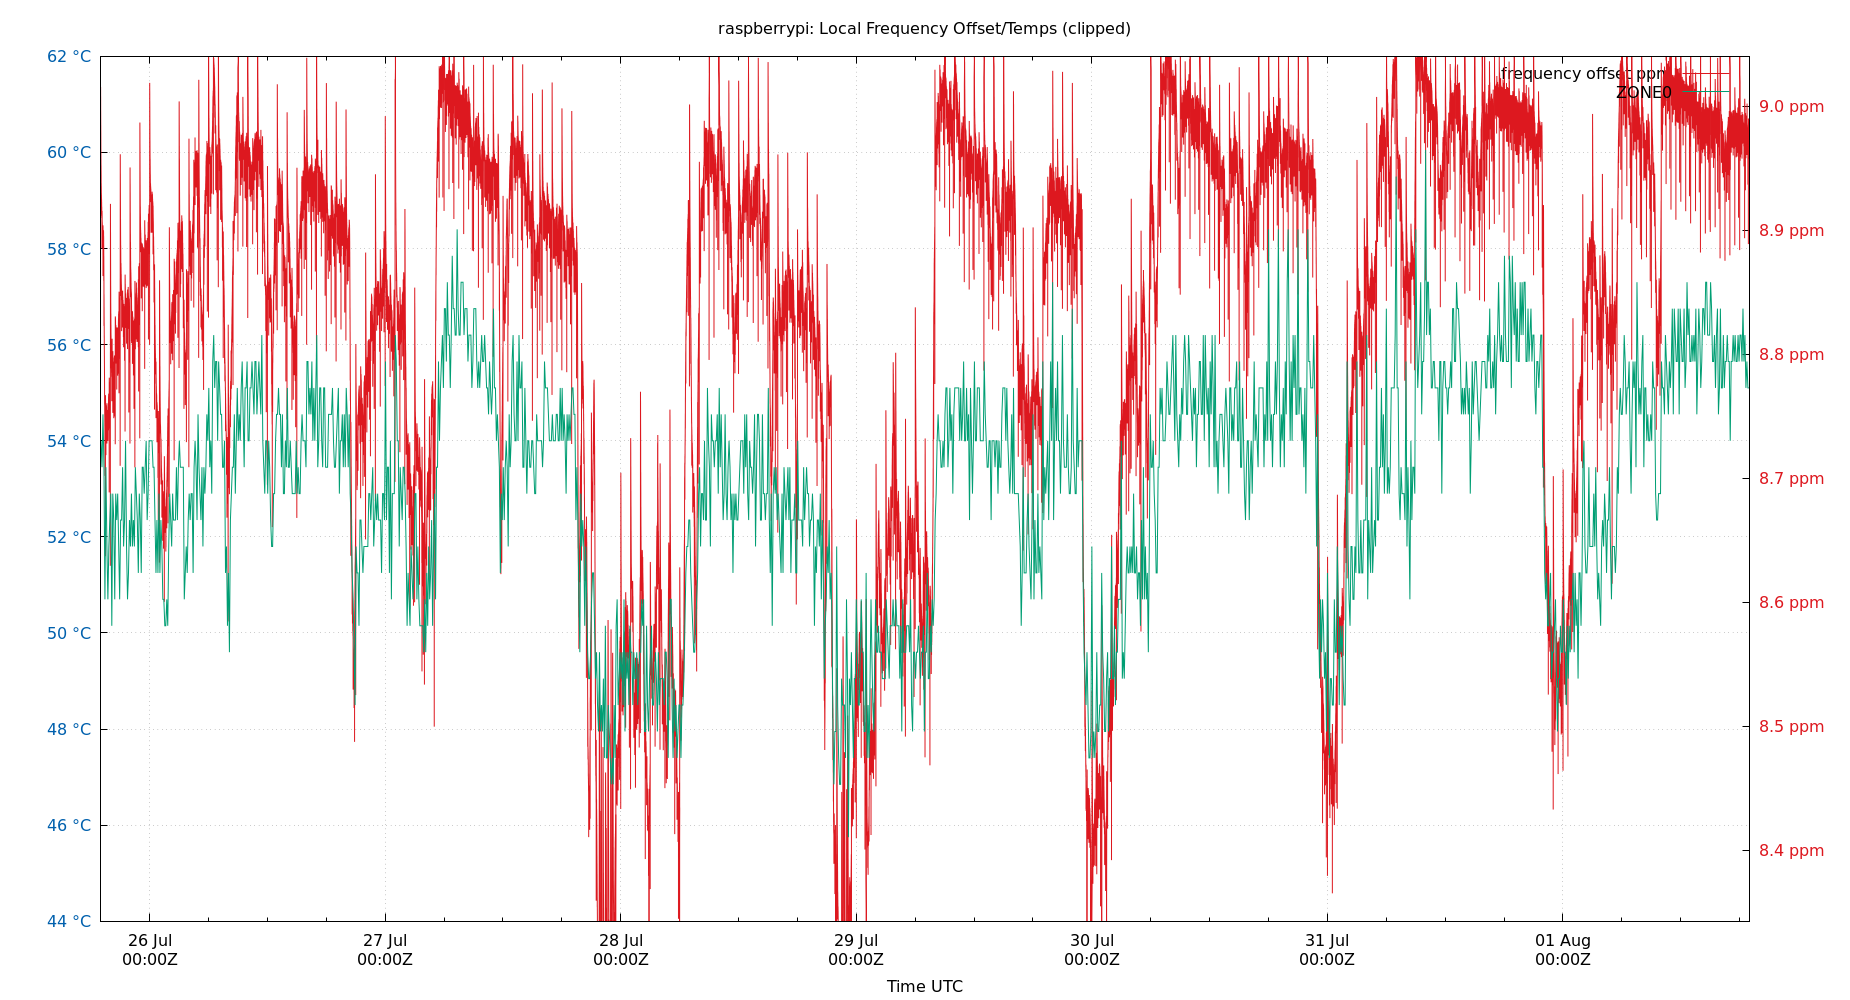 raspberrypi: Local Frequency Offset/Temps (clipped)
62 °C
60 °C
58 °C
56 °C
54 °C
52 °C
50 °C
48 °C
46 °C
44 °C
frequency offset ppm
ZONE0
9.0 ppm
8.9 ppm
8.8 ppm
8.7 ppm
8.6 ppm
8.5 ppm
8.4 ppm
26 Jul 27 Jul 28 Jul 29 Jul 30 Jul 31 Jul 01 Aug
00:00Z 00:00Z 00:00Z 00:00Z 00:00Z 00:00Z 00:00Z
Time UTC